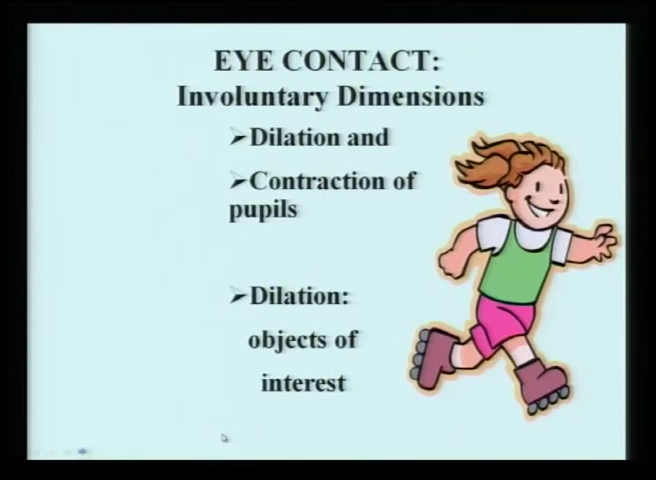 EYE CONTACT:
Involuntary Dimensions
➢Dilation and
➢Contraction of
pupils
➢Dilation:
objects of
interest